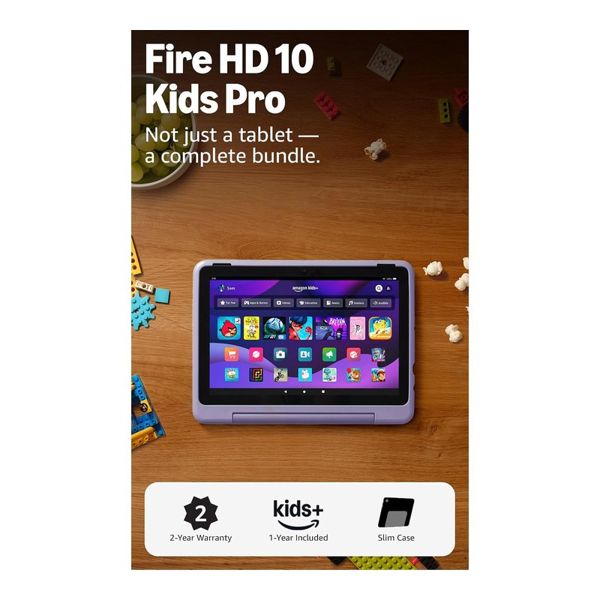 Fire HD 10
Kids Pro
Not just a tablet —
a complete bundle.
Sam
amazon kids+
2
kids+
2-Year Warranty
1-Year Included
Slim Case